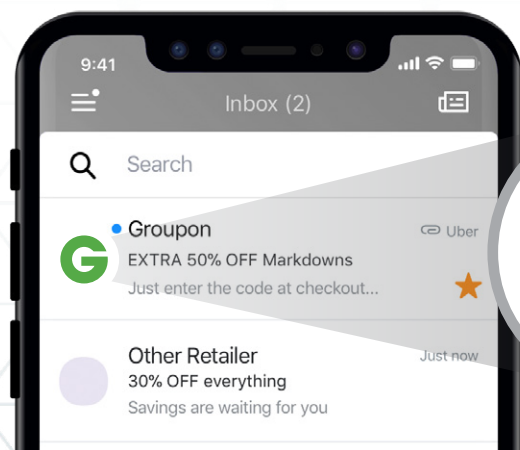 9:41
Inbox (2)
Search
Groupon
Uber
EXTRA 50% OFF Markdowns
Just enter the code at checkout...
Other Retailer
Just now
30% OFF everything
Savings are waiting for you